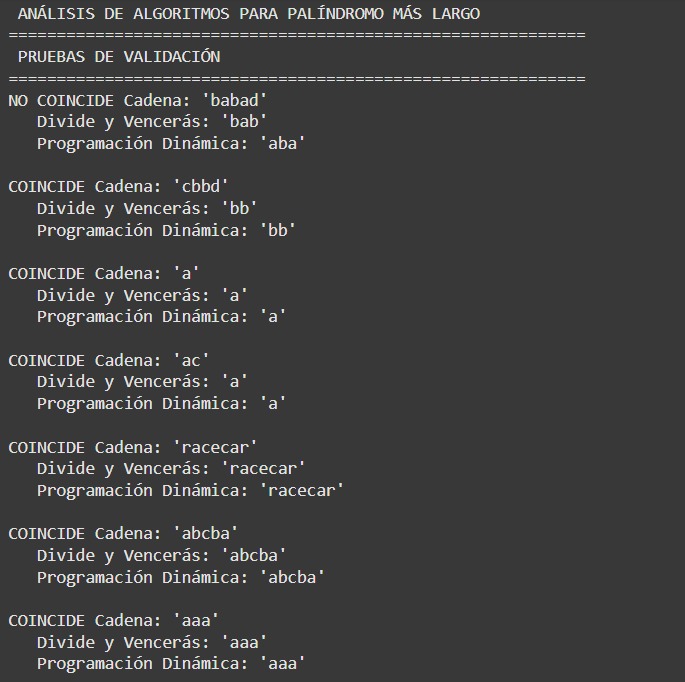 ANÁLISIS DE ALGORITMOS PARA PALÍNDROMO MÁS LARGO
============================================================
PRUEBAS DE VALIDACIÓN
============================================================
NO COINCIDE Cadena: 'babad'
Divide y Vencerás: 'bab'
Programación Dinámica: 'aba'
COINCIDE Cadena: 'cbbd'
Divide y Vencerás: 'bb'
Programación Dinámica: 'bb'
COINCIDE Cadena: 'a'
Divide y Vencerás: 'a'
Programación Dinámica: 'a'
COINCIDE Cadena: 'ac'
Divide y Vencerás: 'a'
Programación Dinámica: 'a'
COINCIDE Cadena: 'racecar'
Divide y Vencerás: 'racecar'
Programación Dinámica: 'racecar'
COINCIDE Cadena: 'abcba'
Divide y Vencerás: 'abcba'
Programación Dinámica: 'abcba'
COINCIDE Cadena: 'aaa'
Divide y Vencerás: 'aaa'
Programación Dinámica: 'aaa'